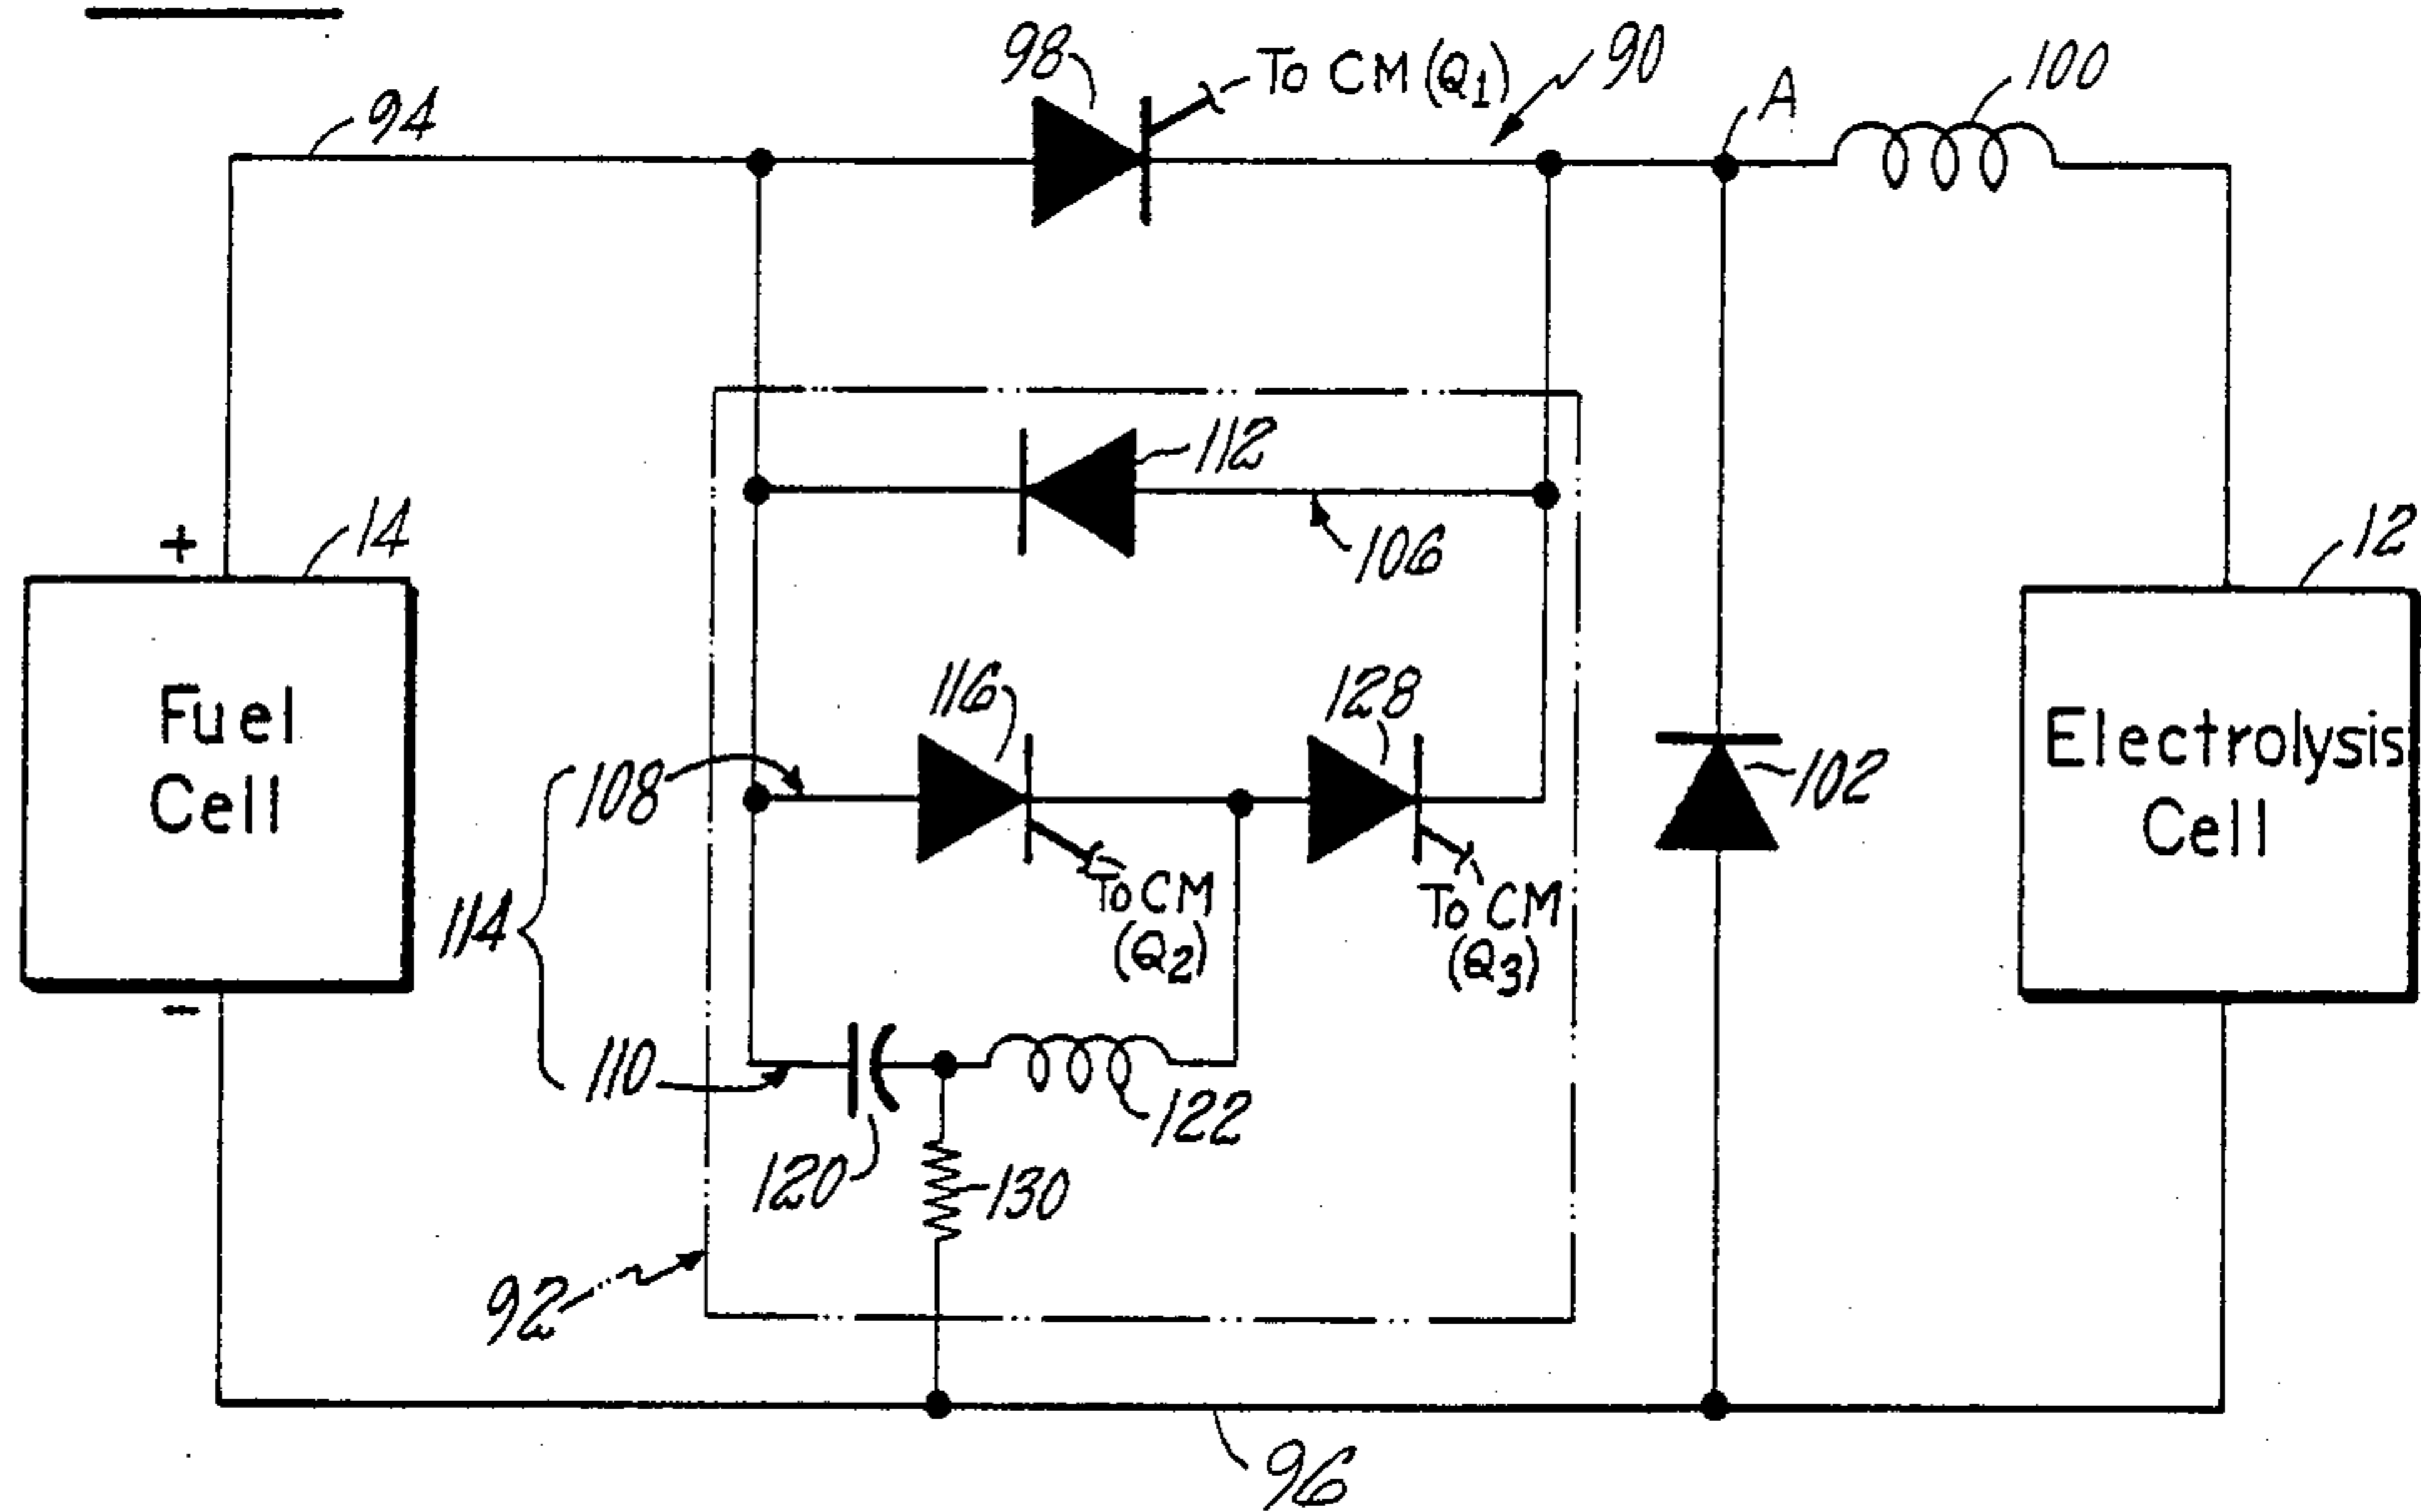 98
To CM (Q1)
90
A
100
94
112
106
+
14
12
Fuel
Cell
116
128
Electrolysis
Cell
108
102
114
To CM
(Q2)
To CM
(Q3)
-
110
120
122
130
92
96